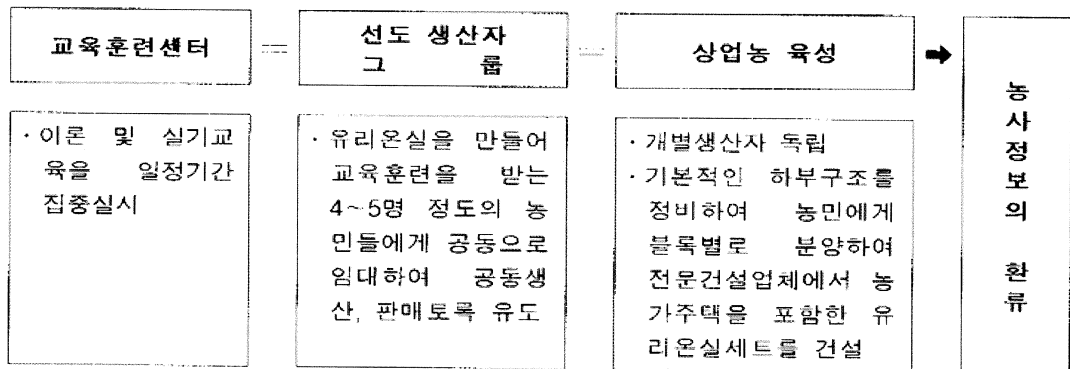 교육훈련센터
선도 생산자
그 룹
상업농 육성
· 이론 및 실기교
육을 일정기간
집중실시
· 유리온실을 만들어
교육훈련을 받는
4~5명 정도의 농
민들에게 공동으로
임대하여 공동생
산, 판매토록 유도
· 개별생산자 독립
· 기본적인 하부구조를
정비하여 농민에게
블록별로 분양하여
전문건설업체에서 농
가주택을 포함한 유
리온실세트를 건설
농사정보의 환류